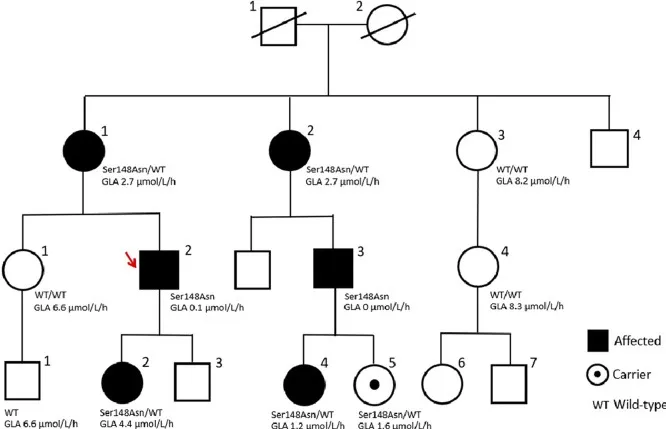 1
2
1
2
3
4
Ser148Asn/WT
GLA 2.7 µmol/L/h
Ser148Asn/WT
GLA 2.7 µmol/L/h
WT/WT
GLA 8.2 µmol/L/h
1
2
3
4
WT/WT
GLA 6.6 µmol/L/h
Ser148Asn
GLA 0.1 µmol/L/h
Ser148Asn
GLA 0 µmol/L/h
WT/WT
GLA 8.3 µmol/L/h
1
2
3
4
5
6
7
WT
GLA 6.6 µmol/L/h
Ser148Asn/WT
GLA 4.4 µmol/L/h
Ser148Asn/WT
GLA 1.2 µmol/L/h
Ser148Asn/WT
GLA 1.6 µmol/L/h
Affected
Carrier
WT Wild-type